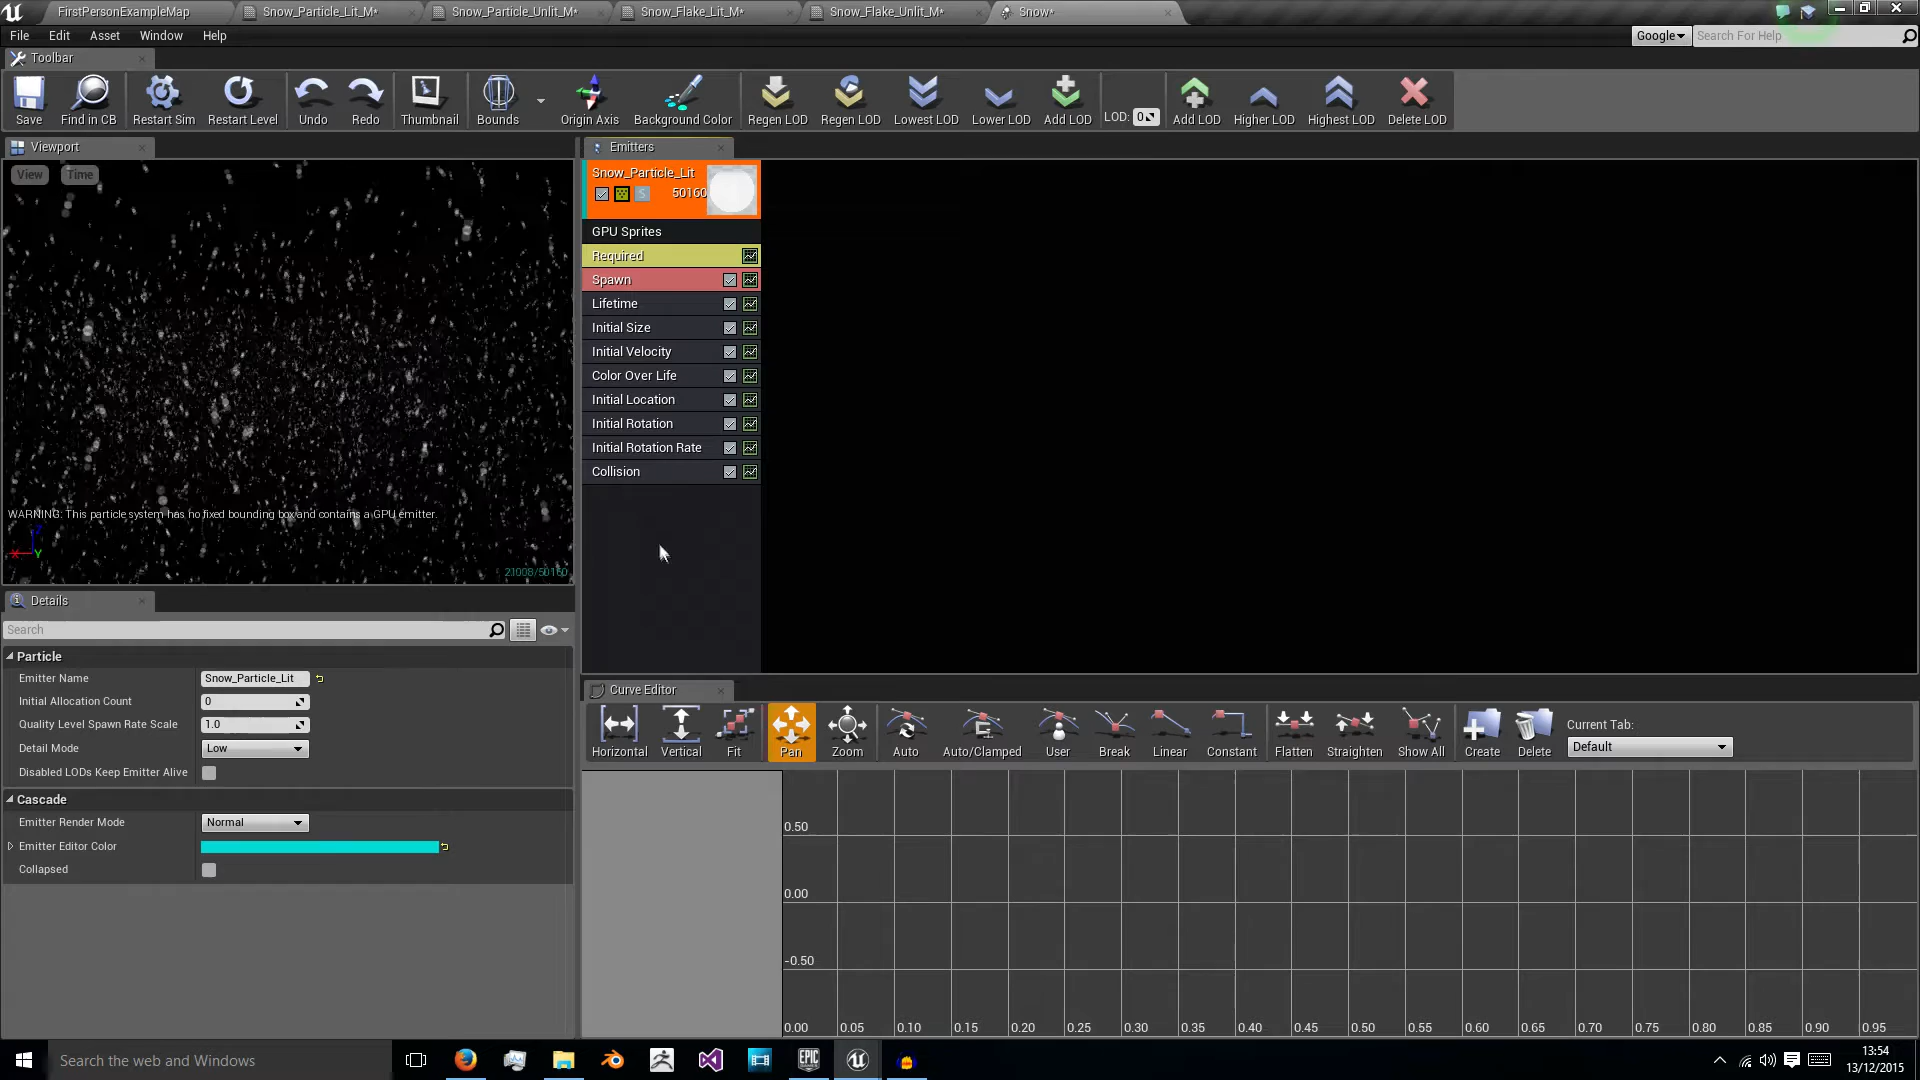 FirstPersonExampleMap
Snow_Particle_Lit_M*
Snow_Particle_Unlit_M*
Snow_Flake_Lit_M*
Snow_Flake_Unlit_M*
Snow*
File Edit Asset Window Help
Google
Search For Help
Toolbar
Save
Find in CB
Restart Sim
Restart Level
Undo
Redo
Thumbnail
Bounds
Origin Axis
Background Color
Regen LOD
Regen LOD
Lowest LOD
Lower LOD
Add LOD
LOD: 0
Add LOD
Higher LOD
Highest LOD
Delete LOD
Viewport
View
Time
WARNING: This particle system has no fixed bounding box and contains a GPU emitter.
X
Z
Y
21008/50160
Emitters
Snow_Particle_Lit
S
50160
GPU Sprites
Required
Spawn
Lifetime
Initial Size
Initial Velocity
Color Over Life
Initial Location
Initial Rotation
Initial Rotation Rate
Collision
Details
Search
Particle
Emitter Name Snow_Particle_Lit
Initial Allocation Count 0
Quality Level Spawn Rate Scale 1.0
Detail Mode Low
Disabled LODs Keep Emitter Alive
Cascade
Emitter Render Mode Normal
Emitter Editor Color
Collapsed
Curve Editor
Horizontal
Vertical
Fit
Pan
Zoom
Auto
Auto/Clamped
User
Break
Linear
Constant
Flatten
Straighten
Show All
Create
Delete
Current Tab:
Default
0.50
0.00
-0.50
0.00 0.05 0.10 0.15 0.20 0.25 0.30 0.35 0.40 0.45 0.50 0.55 0.60 0.65 0.70 0.75 0.80 0.85 0.90 0.95
Search the web and Windows
EPIC
GAMES
13:54
13/12/2015